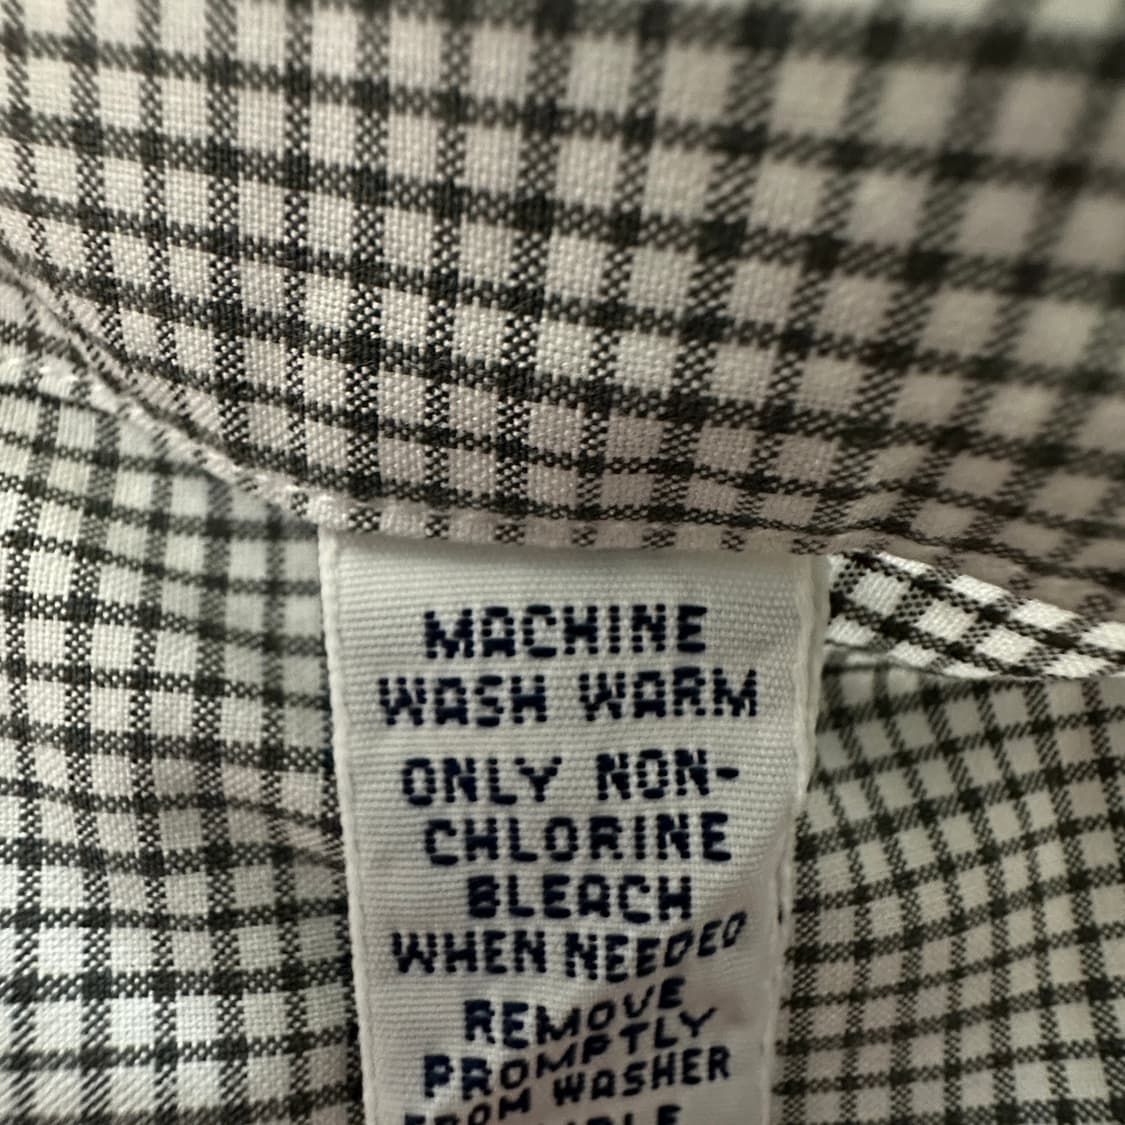 MACHINE
WASH WARM
ONLY NON-
CHLORINE
BLEACH
WHEN NEEDED
REMOVE
PROMPTLY
FROM WASHER